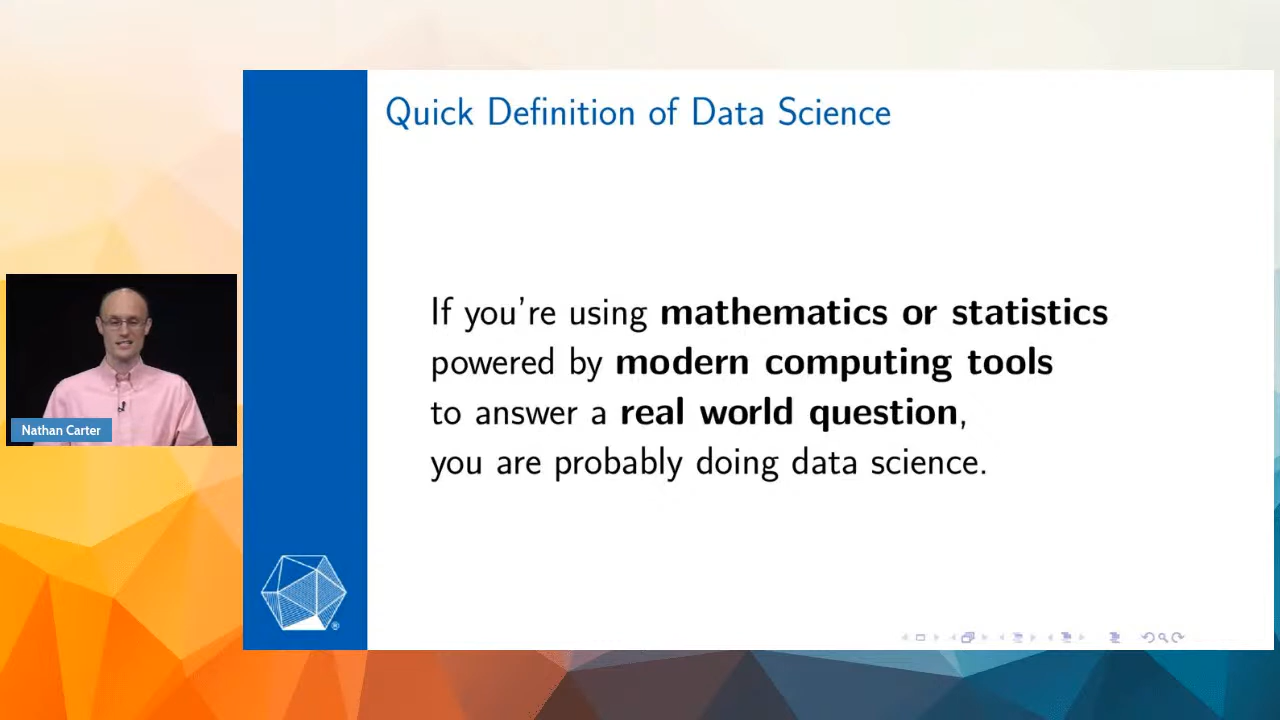 Quick Definition of Data Science
If you're using mathematics or statistics
powered by modern computing tools
to answer a real world question,
you are probably doing data science.
Nathan Carter
®